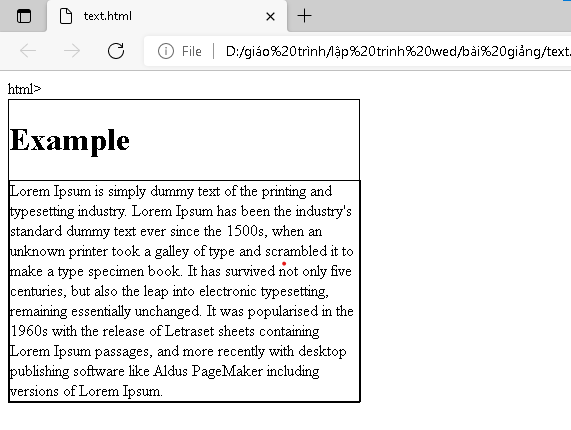 text.html
File
D:/giáo%20trình/lập%20trinh%20wed/bài%20giảng/text.
html>
Example
Lorem Ipsum is simply dummy text of the printing and
typesetting industry. Lorem Ipsum has been the industry's
standard dummy text ever since the 1500s, when an
unknown printer took a galley of type and scrambled it to
make a type specimen book. It has survived not only five
centuries, but also the leap into electronic typesetting,
remaining essentially unchanged. It was popularised in the
1960s with the release of Letraset sheets containing
Lorem Ipsum passages, and more recently with desktop
publishing software like Aldus PageMaker including
versions of Lorem Ipsum.